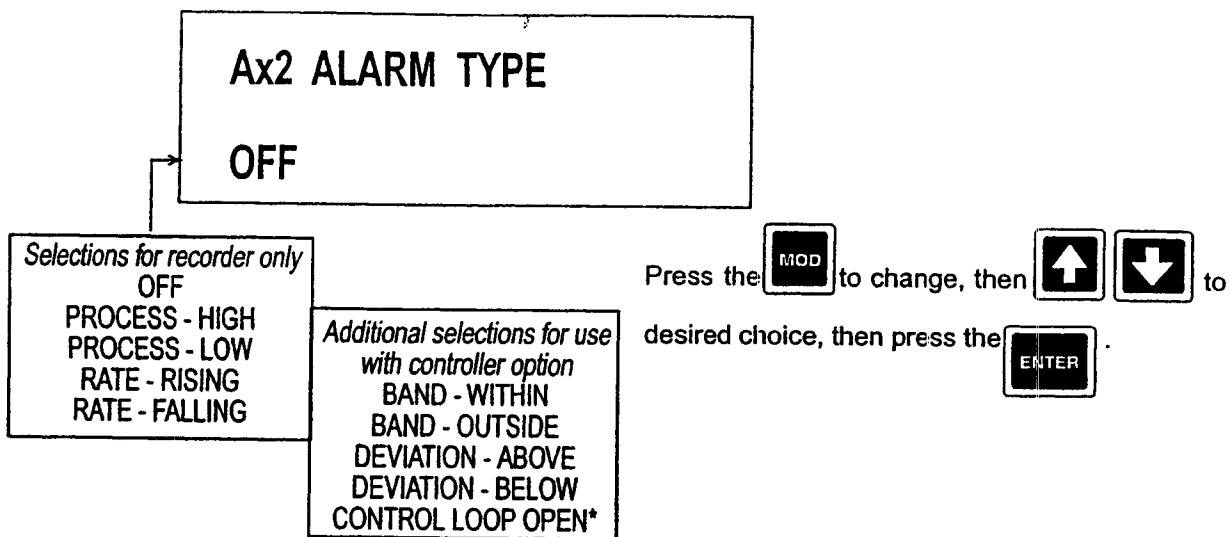 Ax2 ALARM TYPE
OFF
Selections for recorder only
OFF
PROCESS - HIGH
PROCESS - LOW
RATE - RISING
RATE - FALLING
Additional selections for use
with controller option
BAND - WITHIN
BAND - OUTSIDE
DEVIATION - ABOVE
DEVIATION - BELOW
CONTROL LOOP OPEN*
Press the MOD to change, then to
desired choice, then press the ENTER .